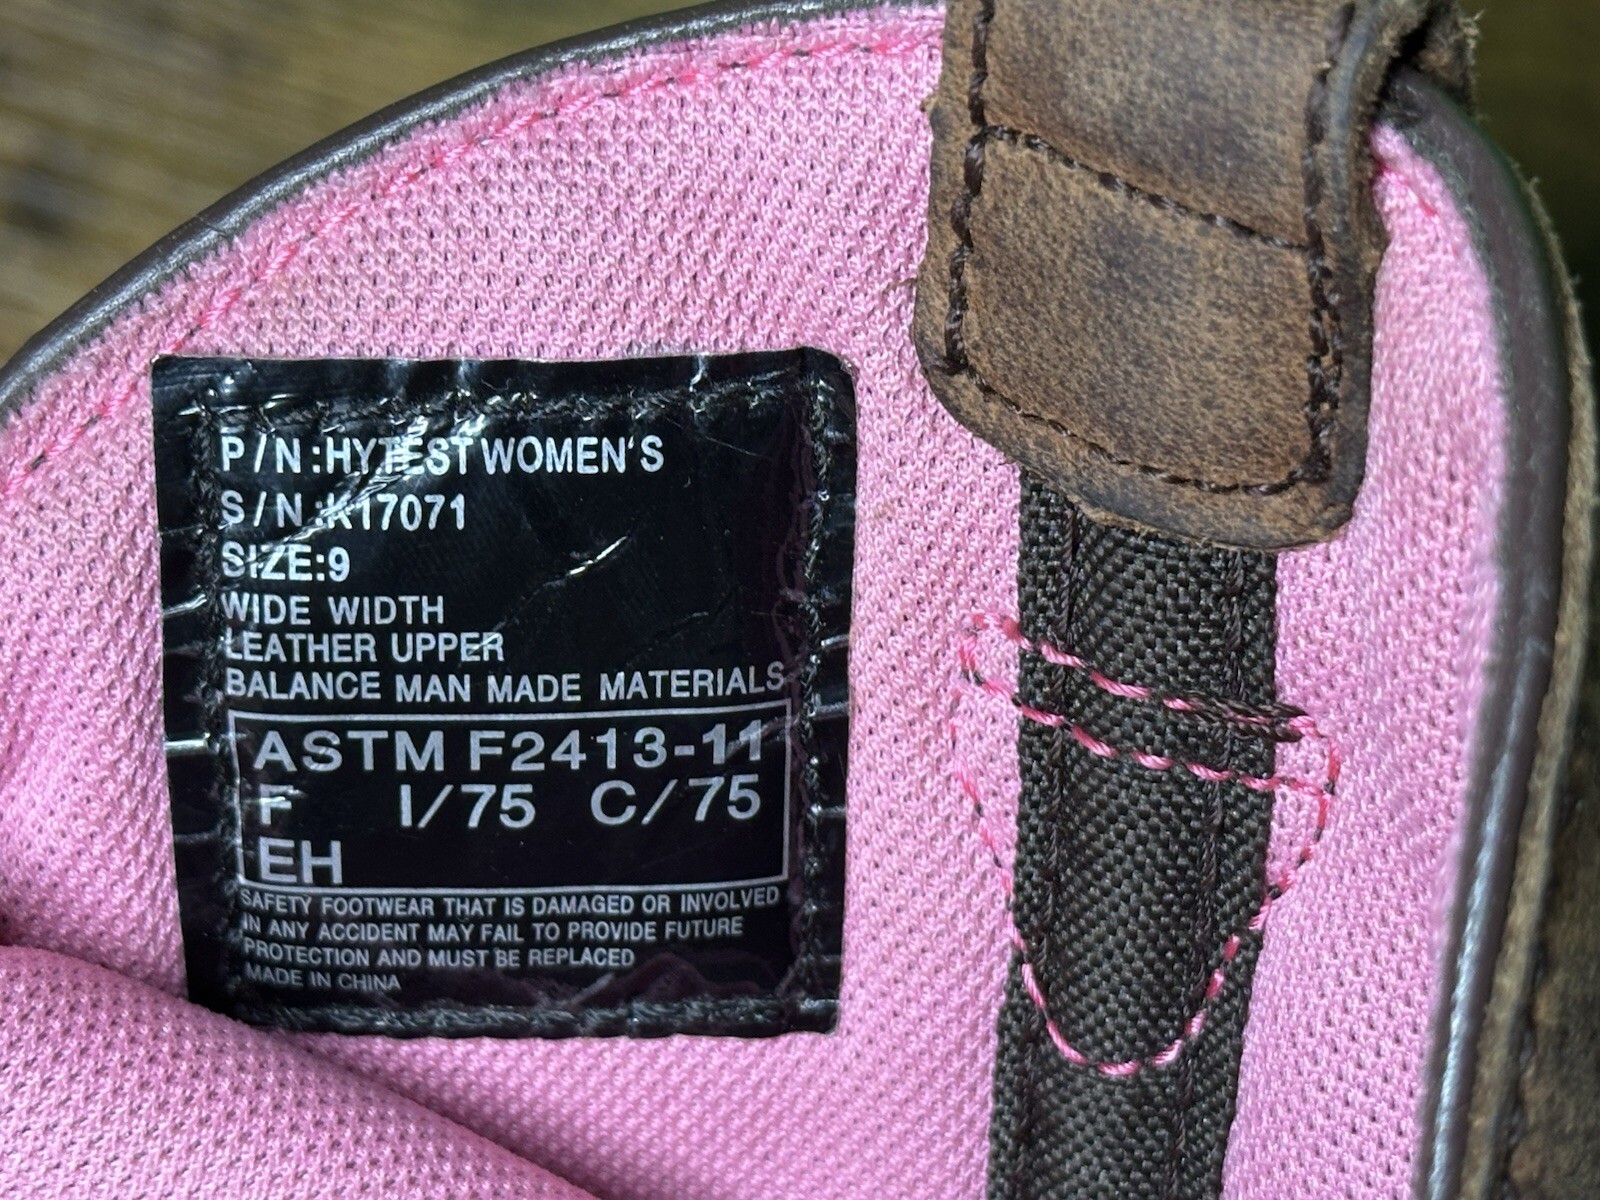 P/N:HYTEST WOMEN'S
S/N:K17071
SIZE:9
WIDE WIDTH
LEATHER UPPER
BALANCE MAN MADE MATERIALS
ASTM F2413-11
F I/75 C/75
EH
SAFETY FOOTWEAR THAT IS DAMAGED OR INVOLVED
IN ANY ACCIDENT MAY FAIL TO PROVIDE FUTURE
PROTECTION AND MUST BE REPLACED
MADE IN CHINA